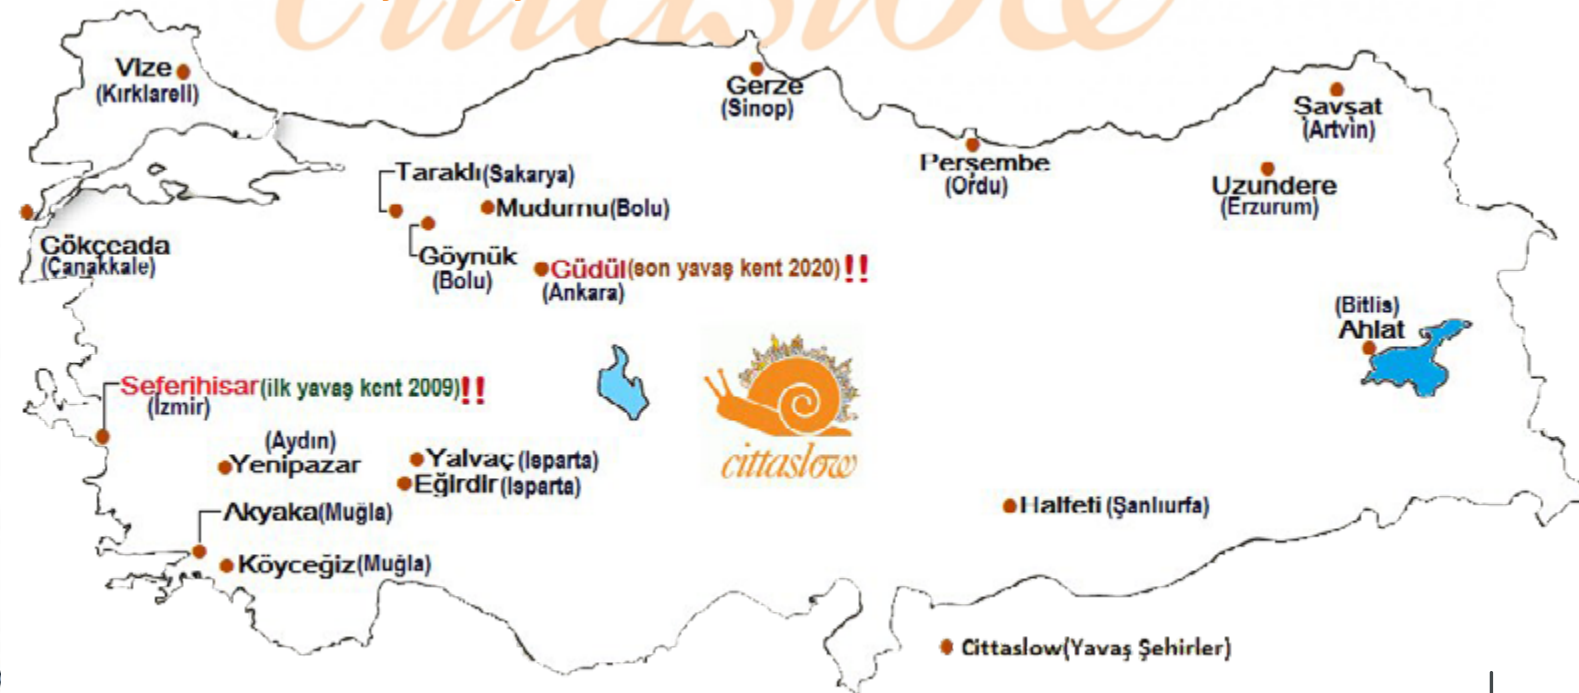 cittaslow
Vize
(Kırklareli)
Gerze
(Sinop)
Şavşat
(Artvin)
Perşembe
(Ordu)
Uzundere
(Erzurum)
Taraklı(Sakarya)
Mudurnu(Bolu)
Gökçeada
(Çanakkale)
Göynük
(Bolu)
Güdül(son yavaş kent 2020)!!
(Ankara)
(Bitlis)
Ahlat
Seferihisar(ilk yavaş kent 2009)!!
(İzmir)
(Aydın)
Yenipazar
Yalvaç(Isparta)
Eğirdir(Isparta)
cittaslow
Akyaka(Muğla)
Halfeti(Şanlıurfa)
Köyceğiz(Muğla)
Cittaslow(Yavaş Şehirler)